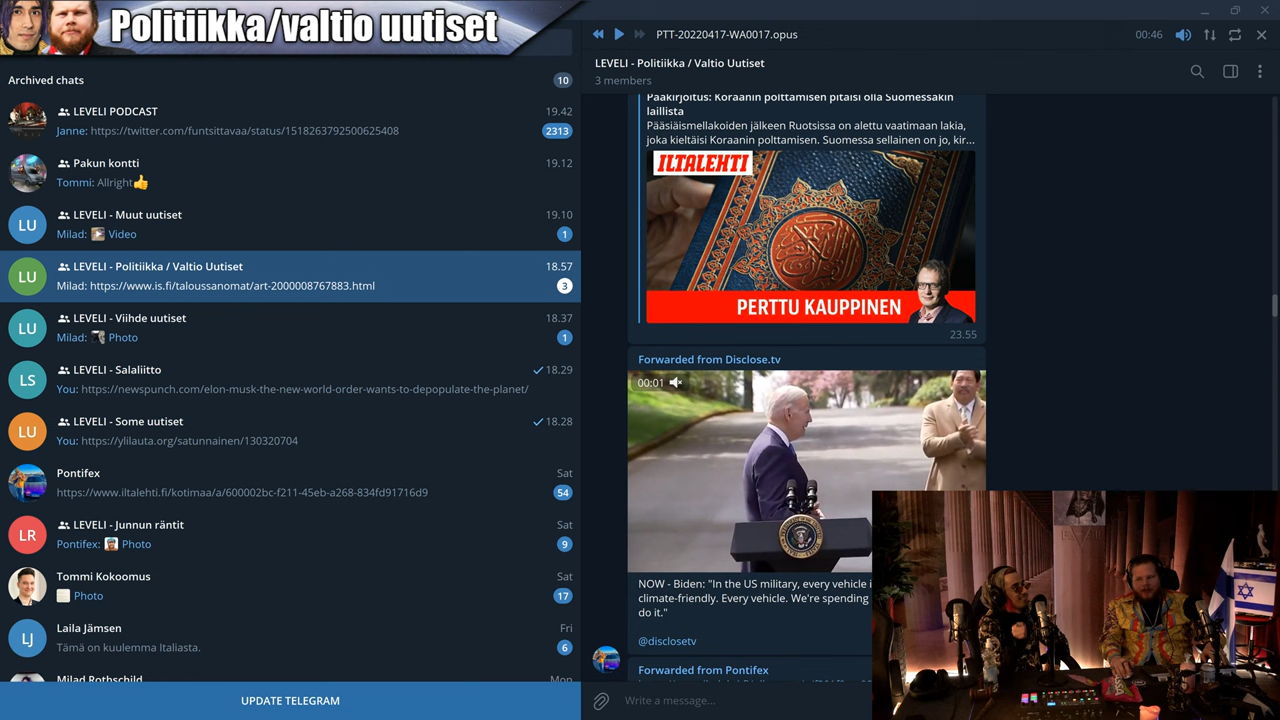 Politiikka/valtio uutiset
Archived chats
10
LEVELI PODCAST
19.42
Janne: https://twitter.com/funtsittavaa/status/1518263792500625408
2313
Pakun kontti
19.12
Tommi: Allright👍
LU
LEVELI - Muut uutiset
19.10
Milad: Video
1
LU
LEVELI - Politiikka / Valtio Uutiset
18.57
Milad: https://www.is.fi/taloussanomat/art-2000008767883.html
3
LU
LEVELI - Viihde uutiset
18.37
Milad: Photo
1
LS
LEVELI - Salaliitto
18.29
You: https://newspunch.com/elon-musk-the-new-world-order-wants-to-depopulate-the-planet/
LU
LEVELI - Some uutiset
18.28
You: https://ylilauta.org/satunnainen/130320704
Pontifex
Sat
https://www.iltalehti.fi/kotimaa/a/600002bc-f211-45eb-a268-834fd91716d9
54
LR
LEVELI - Junnun räntit
Sat
Pontifex: Photo
9
Tommi Kokoomus
Sat
Photo
17
LJ
Laila Jämsen
Fri
Tämä on kuulemma Italiasta.
6
Milad Rothschild
Mon
UPDATE TELEGRAM
PTT-20220417-WA0017.opus
00:46
LEVELI - Politiikka / Valtio Uutiset
3 members
Pääkirjoitus: Koraanin polttamisen pitäisi olla Suomessakin
laillista
Pääsiäismellakoiden jälkeen Ruotsissa on alettu vaatimaan lakia,
joka kieltäisi Koraanin polttamisen. Suomessa sellainen on jo, kir...
ILTALEHTI
PERTTU KAUPPINEN
23.55
Forwarded from Disclose.tv
00:01
NOW - Biden: "In the US military, every vehicle i
climate-friendly. Every vehicle. We're spending
do it."
@disclosetv
Forwarded from Pontifex
Write a message...